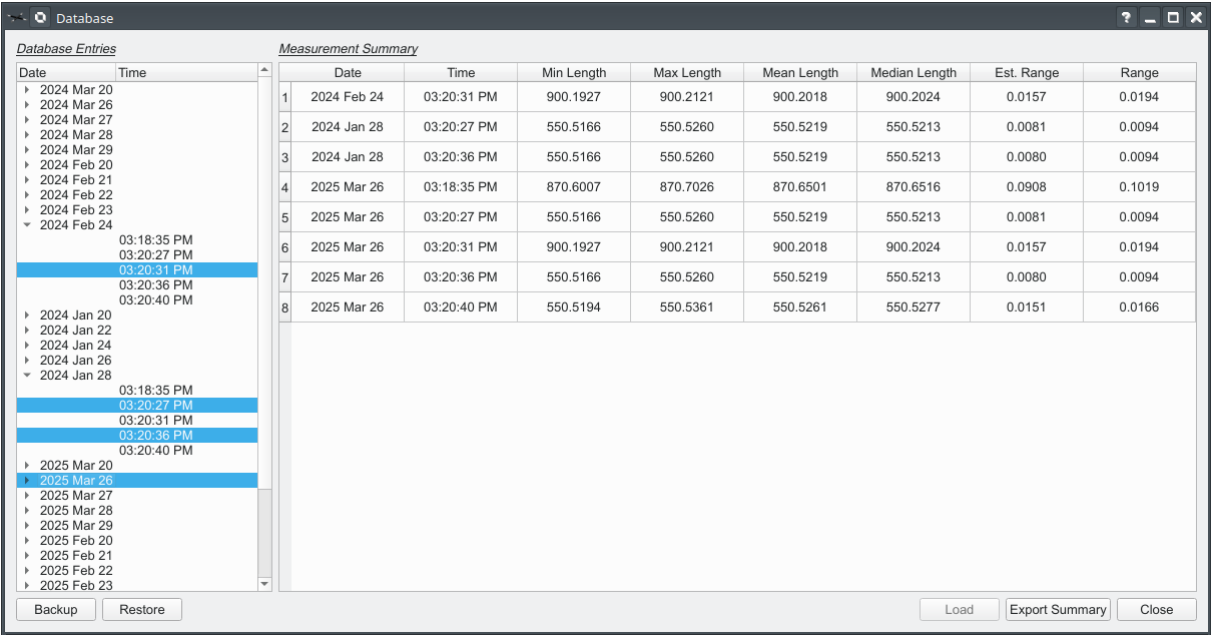 Database
?
Database Entries
Date Time
2024 Mar 20
2024 Mar 26
2024 Mar 27
2024 Mar 28
2024 Mar 29
2024 Feb 20
2024 Feb 21
2024 Feb 22
2024 Feb 23
2024 Feb 24
03:18:35 PM
03:20:27 PM
03:20:31 PM
03:20:36 PM
03:20:40 PM
2024 Jan 20
2024 Jan 22
2024 Jan 24
2024 Jan 26
2024 Jan 28
03:18:35 PM
03:20:27 PM
03:20:31 PM
03:20:36 PM
03:20:40 PM
2025 Mar 20
2025 Mar 26
2025 Mar 27
2025 Mar 28
2025 Mar 29
2025 Feb 20
2025 Feb 21
2025 Feb 22
2025 Feb 23
Measurement Summary
Date Time Min Length Max Length Mean Length Median Length Est. Range Range
1 2024 Feb 24 03:20:31 PM 900.1927 900.2121 900.2018 900.2024 0.0157 0.0194
2 2024 Jan 28 03:20:27 PM 550.5166 550.5260 550.5219 550.5213 0.0081 0.0094
3 2024 Jan 28 03:20:36 PM 550.5166 550.5260 550.5219 550.5213 0.0080 0.0094
4 2025 Mar 26 03:18:35 PM 870.6007 870.7026 870.6501 870.6516 0.0908 0.1019
5 2025 Mar 26 03:20:27 PM 550.5166 550.5260 550.5219 550.5213 0.0081 0.0094
6 2025 Mar 26 03:20:31 PM 900.1927 900.2121 900.2018 900.2024 0.0157 0.0194
7 2025 Mar 26 03:20:36 PM 550.5166 550.5260 550.5219 550.5213 0.0080 0.0094
8 2025 Mar 26 03:20:40 PM 550.5194 550.5361 550.5261 550.5277 0.0151 0.0166
Backup Restore Load Export Summary Close